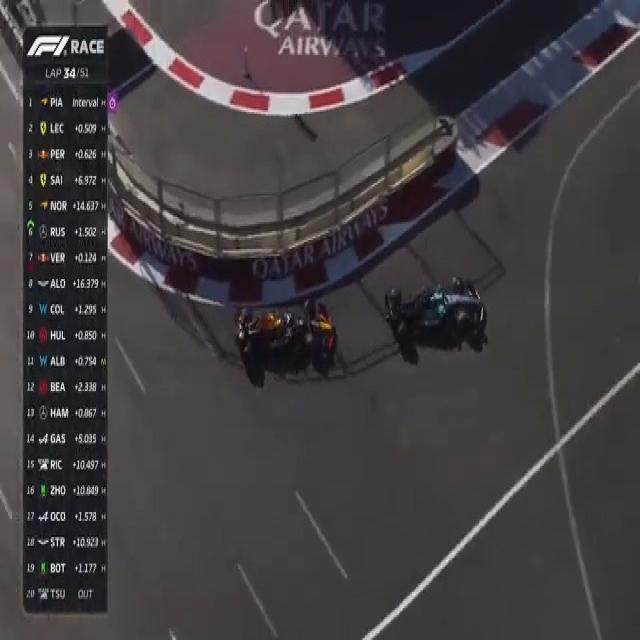 F1 RACE
LAP 34/51
1 PIA Interval H
2 LEC +0.509 H
3 PER +0.626 H
4 SAI +6.972 H
5 NOR +14.637 H
6 RUS +1.502 H
7 VER +0.124 H
8 ALO +16.379 H
9 COL +1.295 H
10 HUL +0.850 H
11 ALB +0.754 M
12 BEA +2.338 H
13 HAM +0.867 H
14 GAS +5.035 H
15 RIC +10.497 H
16 ZHO +10.849 H
17 OCO +1.578 H
18 STR +10.923 H
19 BOT +1.177 H
20 TSU OUT
QATAR
AIRWAYS
QATAR AIRWAYS
AIRWAYS